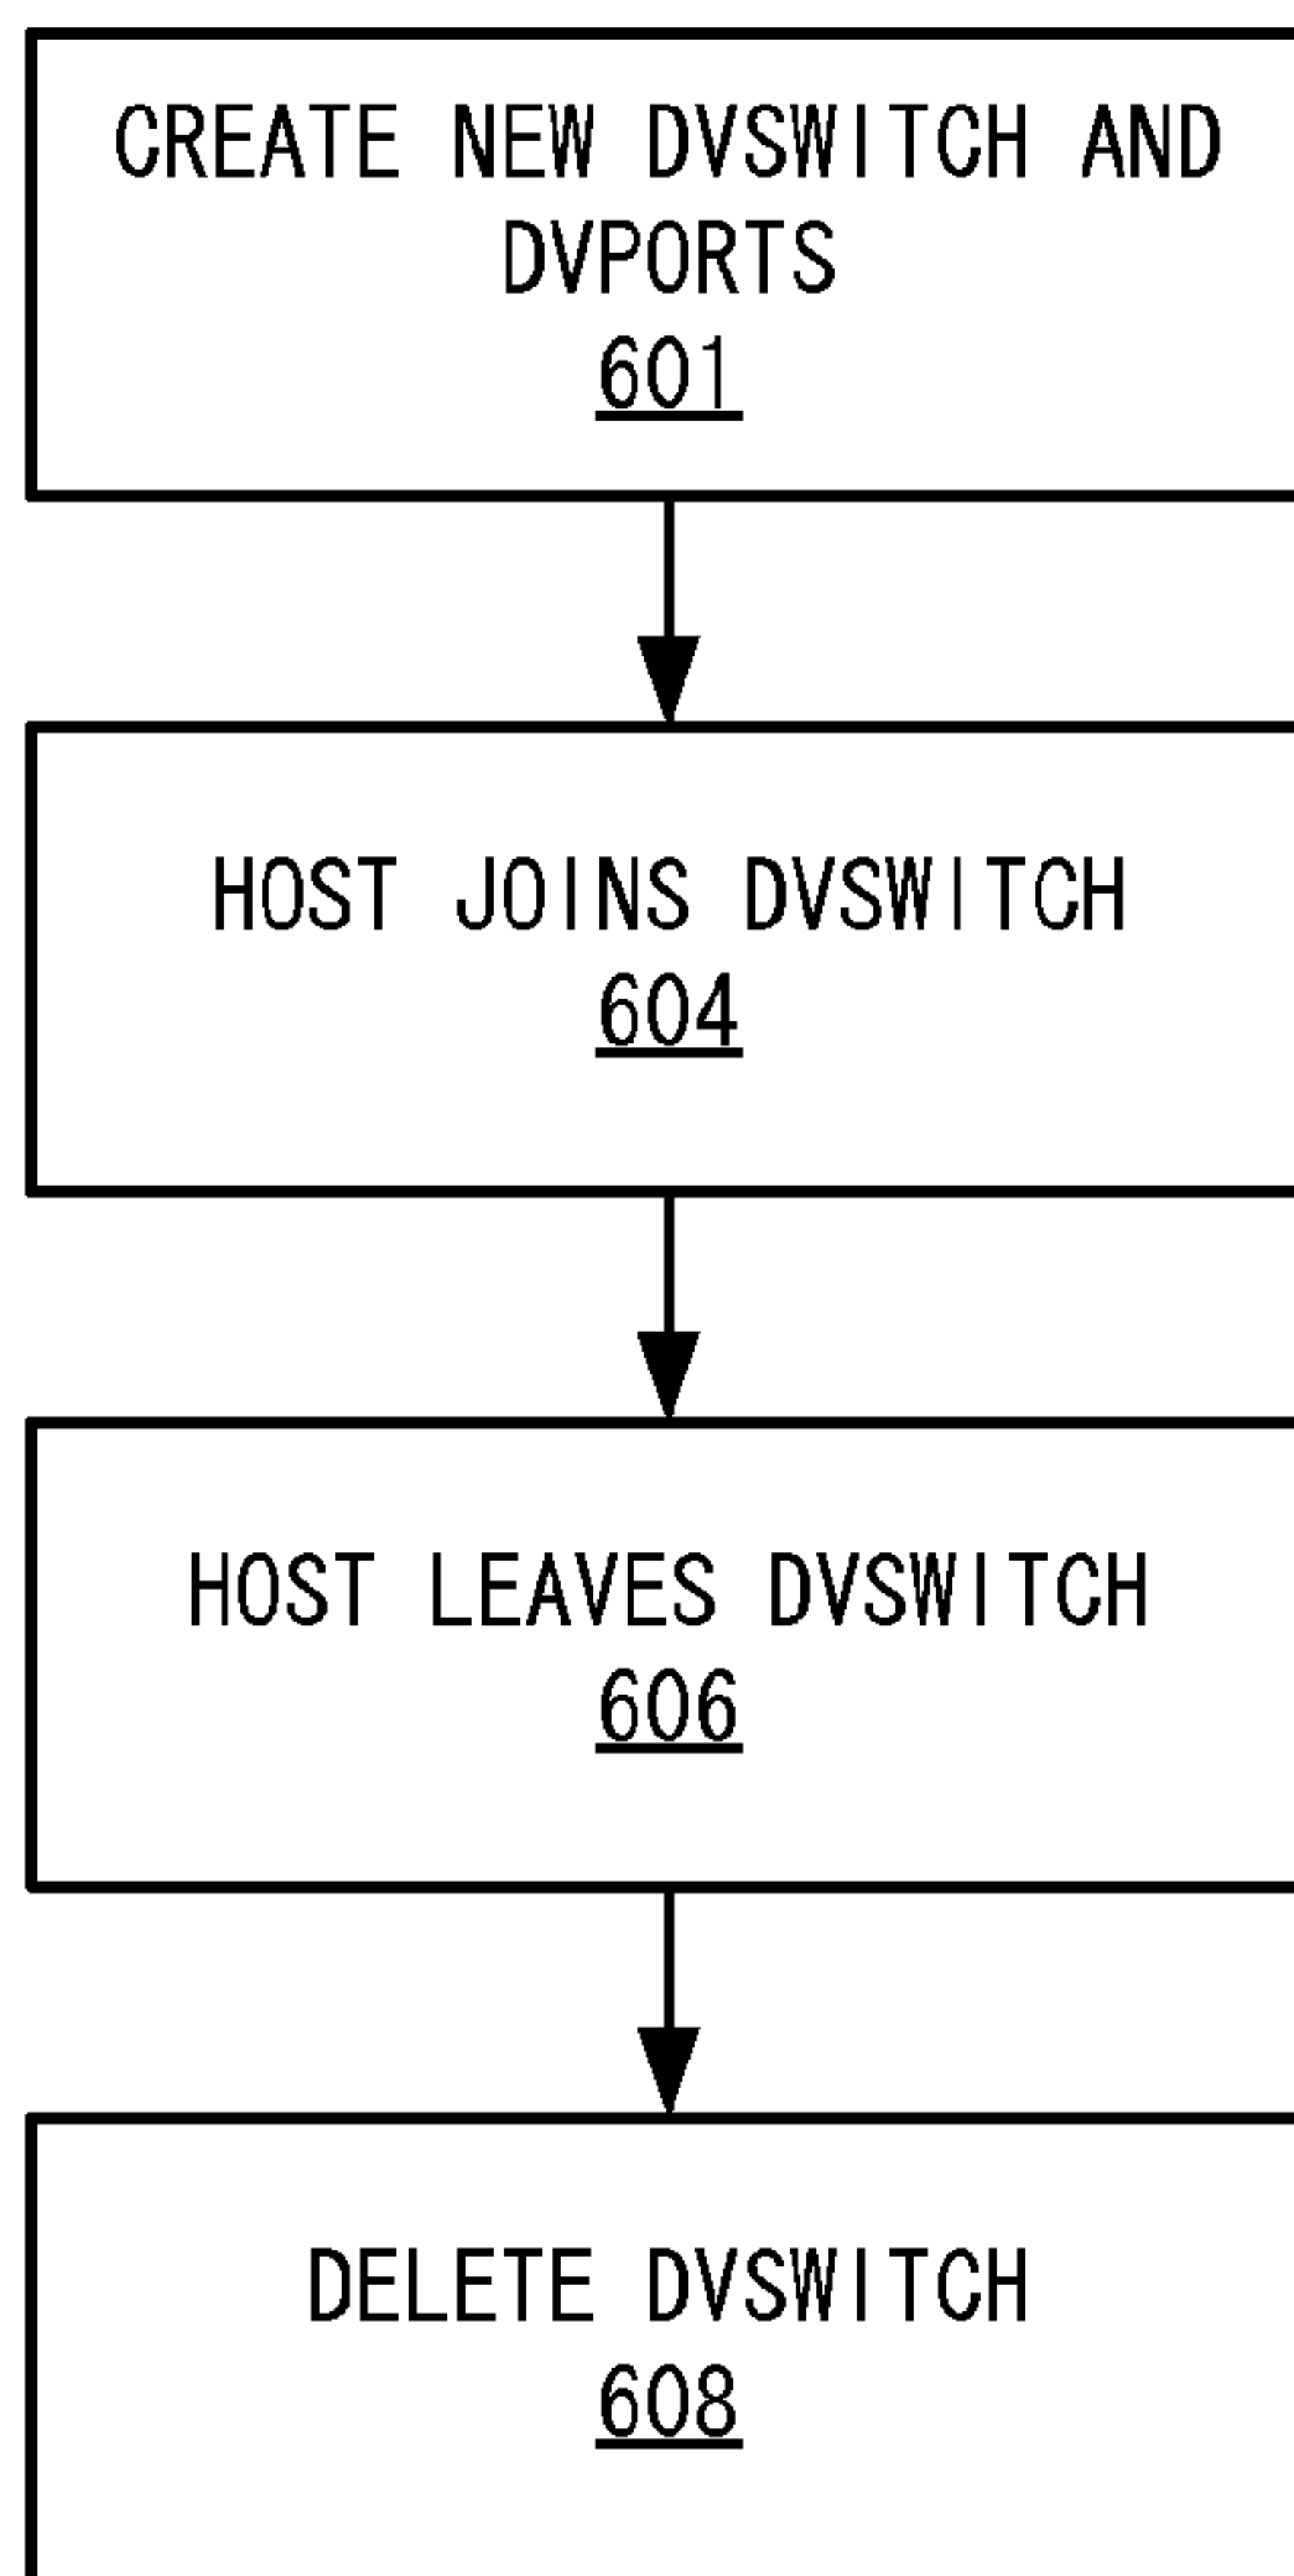 CREATE NEW DVSWITCH AND
DVPORTS
601
HOST JOINS DVSWITCH
604
HOST LEAVES DVSWITCH
606
DELETE DVSWITCH
608